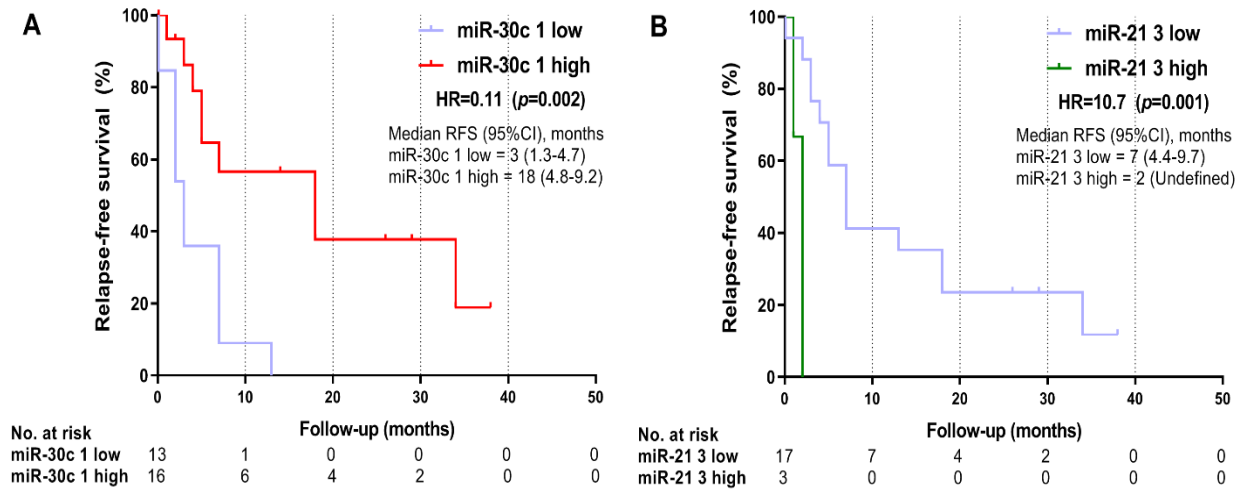 A
miR-30c 1 low
miR-30c 1 high
HR=0.11 (p=0.002)
Median RFS (95%CI), months
miR-30c 1 low = 3 (1.3-4.7)
miR-30c 1 high = 18 (4.8-9.2)
Relapse-free survival (%)
100
80
60
40
20
0
0 10 20 30 40 50
Follow-up (months)
No. at risk
miR-30c 1 low 13 1 0 0 0 0
miR-30c 1 high 16 6 4 2 0 0
B
miR-21 3 low
miR-21 3 high
HR=10.7 (p=0.001)
Median RFS (95%CI), months
miR-21 3 low = 7 (4.4-9.7)
miR-21 3 high = 2 (Undefined)
Relapse-free survival (%)
100
80
60
40
20
0
0 10 20 30 40 50
Follow-up (months)
No. at risk
miR-21 3 low 17 7 4 2 0 0
miR-21 3 high 3 0 0 0 0 0